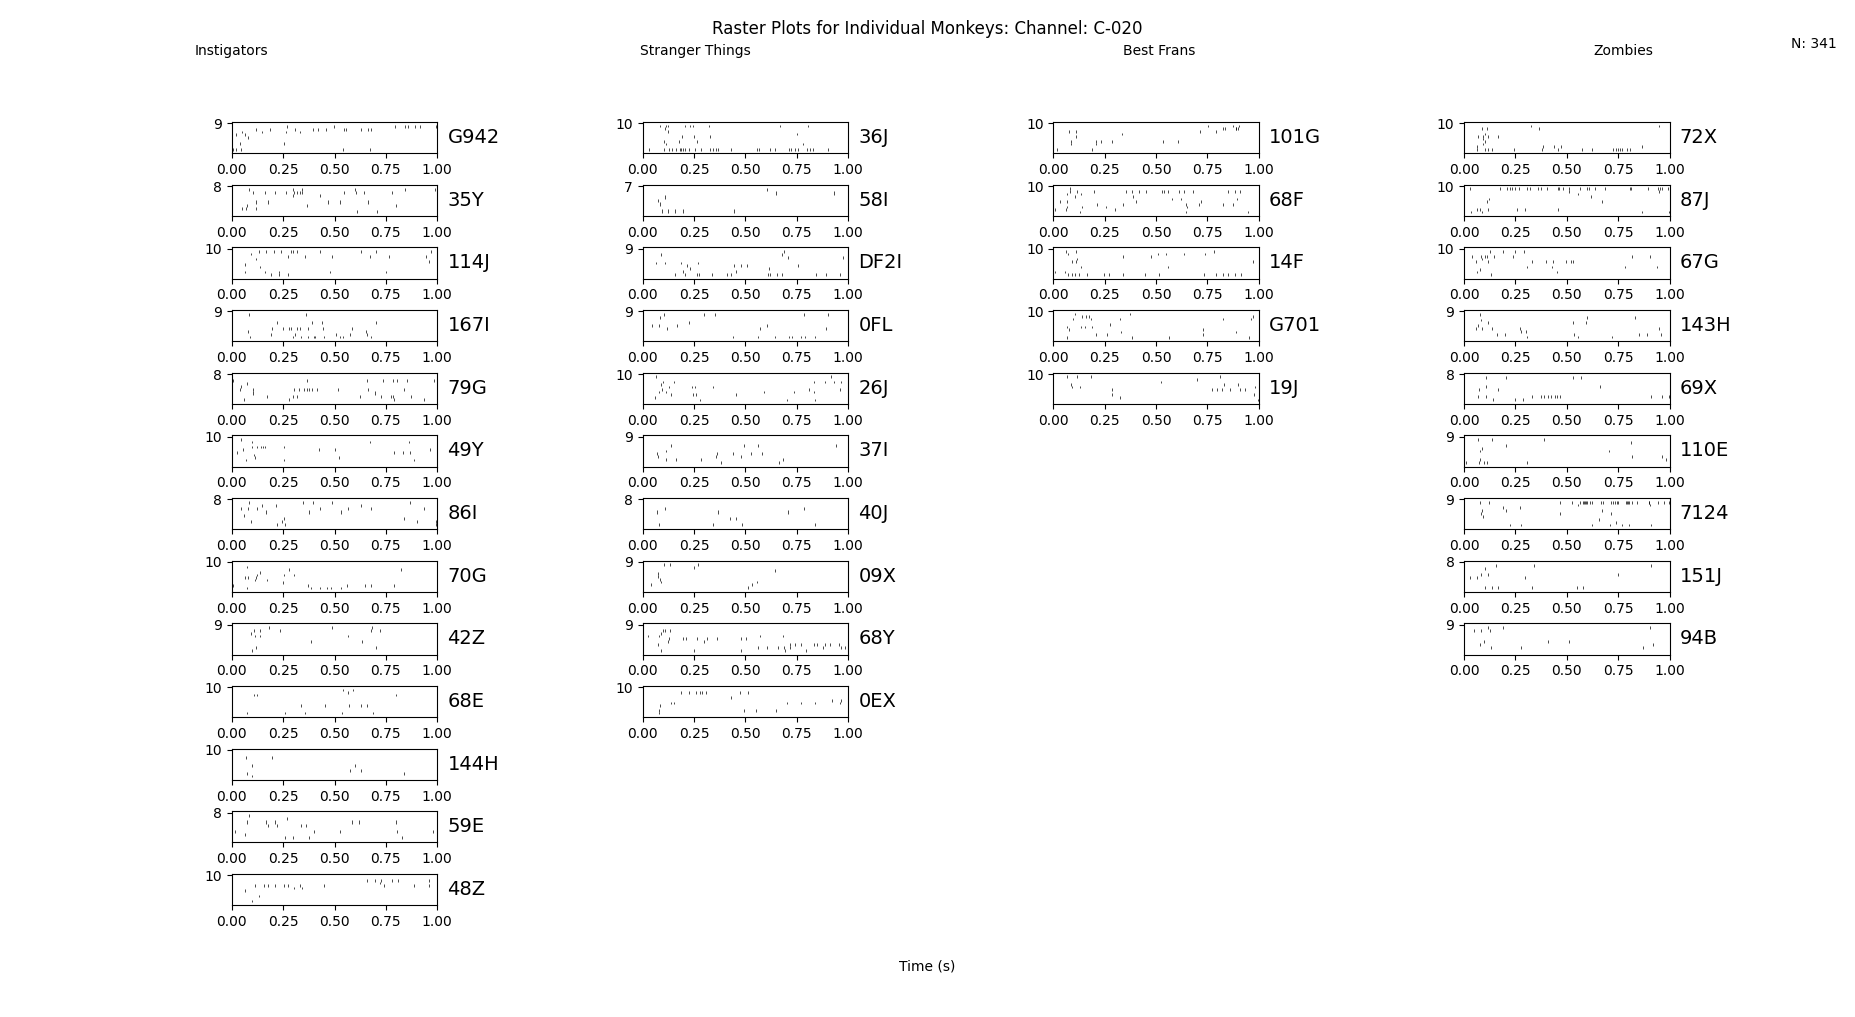 Raster Plots for Individual Monkeys: Channel: C-020
Instigators Stranger Things Best Frans Zombies N: 341
9 G942 10 36J 10 101G 10 72X
0.00 0.25 0.50 0.75 1.00 0.00 0.25 0.50 0.75 1.00 0.00 0.25 0.50 0.75 1.00 0.00 0.25 0.50 0.75 1.00
8 35Y 7 58I 10 68F 10 87J
0.00 0.25 0.50 0.75 1.00 0.00 0.25 0.50 0.75 1.00 0.00 0.25 0.50 0.75 1.00 0.00 0.25 0.50 0.75 1.00
10 114J 9 DF2I 10 14F 10 67G
0.00 0.25 0.50 0.75 1.00 0.00 0.25 0.50 0.75 1.00 0.00 0.25 0.50 0.75 1.00 0.00 0.25 0.50 0.75 1.00
9 167I 9 0FL 10 G701 9 143H
0.00 0.25 0.50 0.75 1.00 0.00 0.25 0.50 0.75 1.00 0.00 0.25 0.50 0.75 1.00 0.00 0.25 0.50 0.75 1.00
8 79G 10 26J 10 19J 8 69X
0.00 0.25 0.50 0.75 1.00 0.00 0.25 0.50 0.75 1.00 0.00 0.25 0.50 0.75 1.00 0.00 0.25 0.50 0.75 1.00
10 49Y 9 37I 9 110E
0.00 0.25 0.50 0.75 1.00 0.00 0.25 0.50 0.75 1.00 0.00 0.25 0.50 0.75 1.00
8 86I 8 40J 9 7124
0.00 0.25 0.50 0.75 1.00 0.00 0.25 0.50 0.75 1.00 0.00 0.25 0.50 0.75 1.00
10 70G 9 09X 8 151J
0.00 0.25 0.50 0.75 1.00 0.00 0.25 0.50 0.75 1.00 0.00 0.25 0.50 0.75 1.00
9 42Z 9 68Y 9 94B
0.00 0.25 0.50 0.75 1.00 0.00 0.25 0.50 0.75 1.00 0.00 0.25 0.50 0.75 1.00
10 68E 10 0EX
0.00 0.25 0.50 0.75 1.00 0.00 0.25 0.50 0.75 1.00
10 144H
0.00 0.25 0.50 0.75 1.00
8 59E
0.00 0.25 0.50 0.75 1.00
10 48Z
0.00 0.25 0.50 0.75 1.00
Time (s)